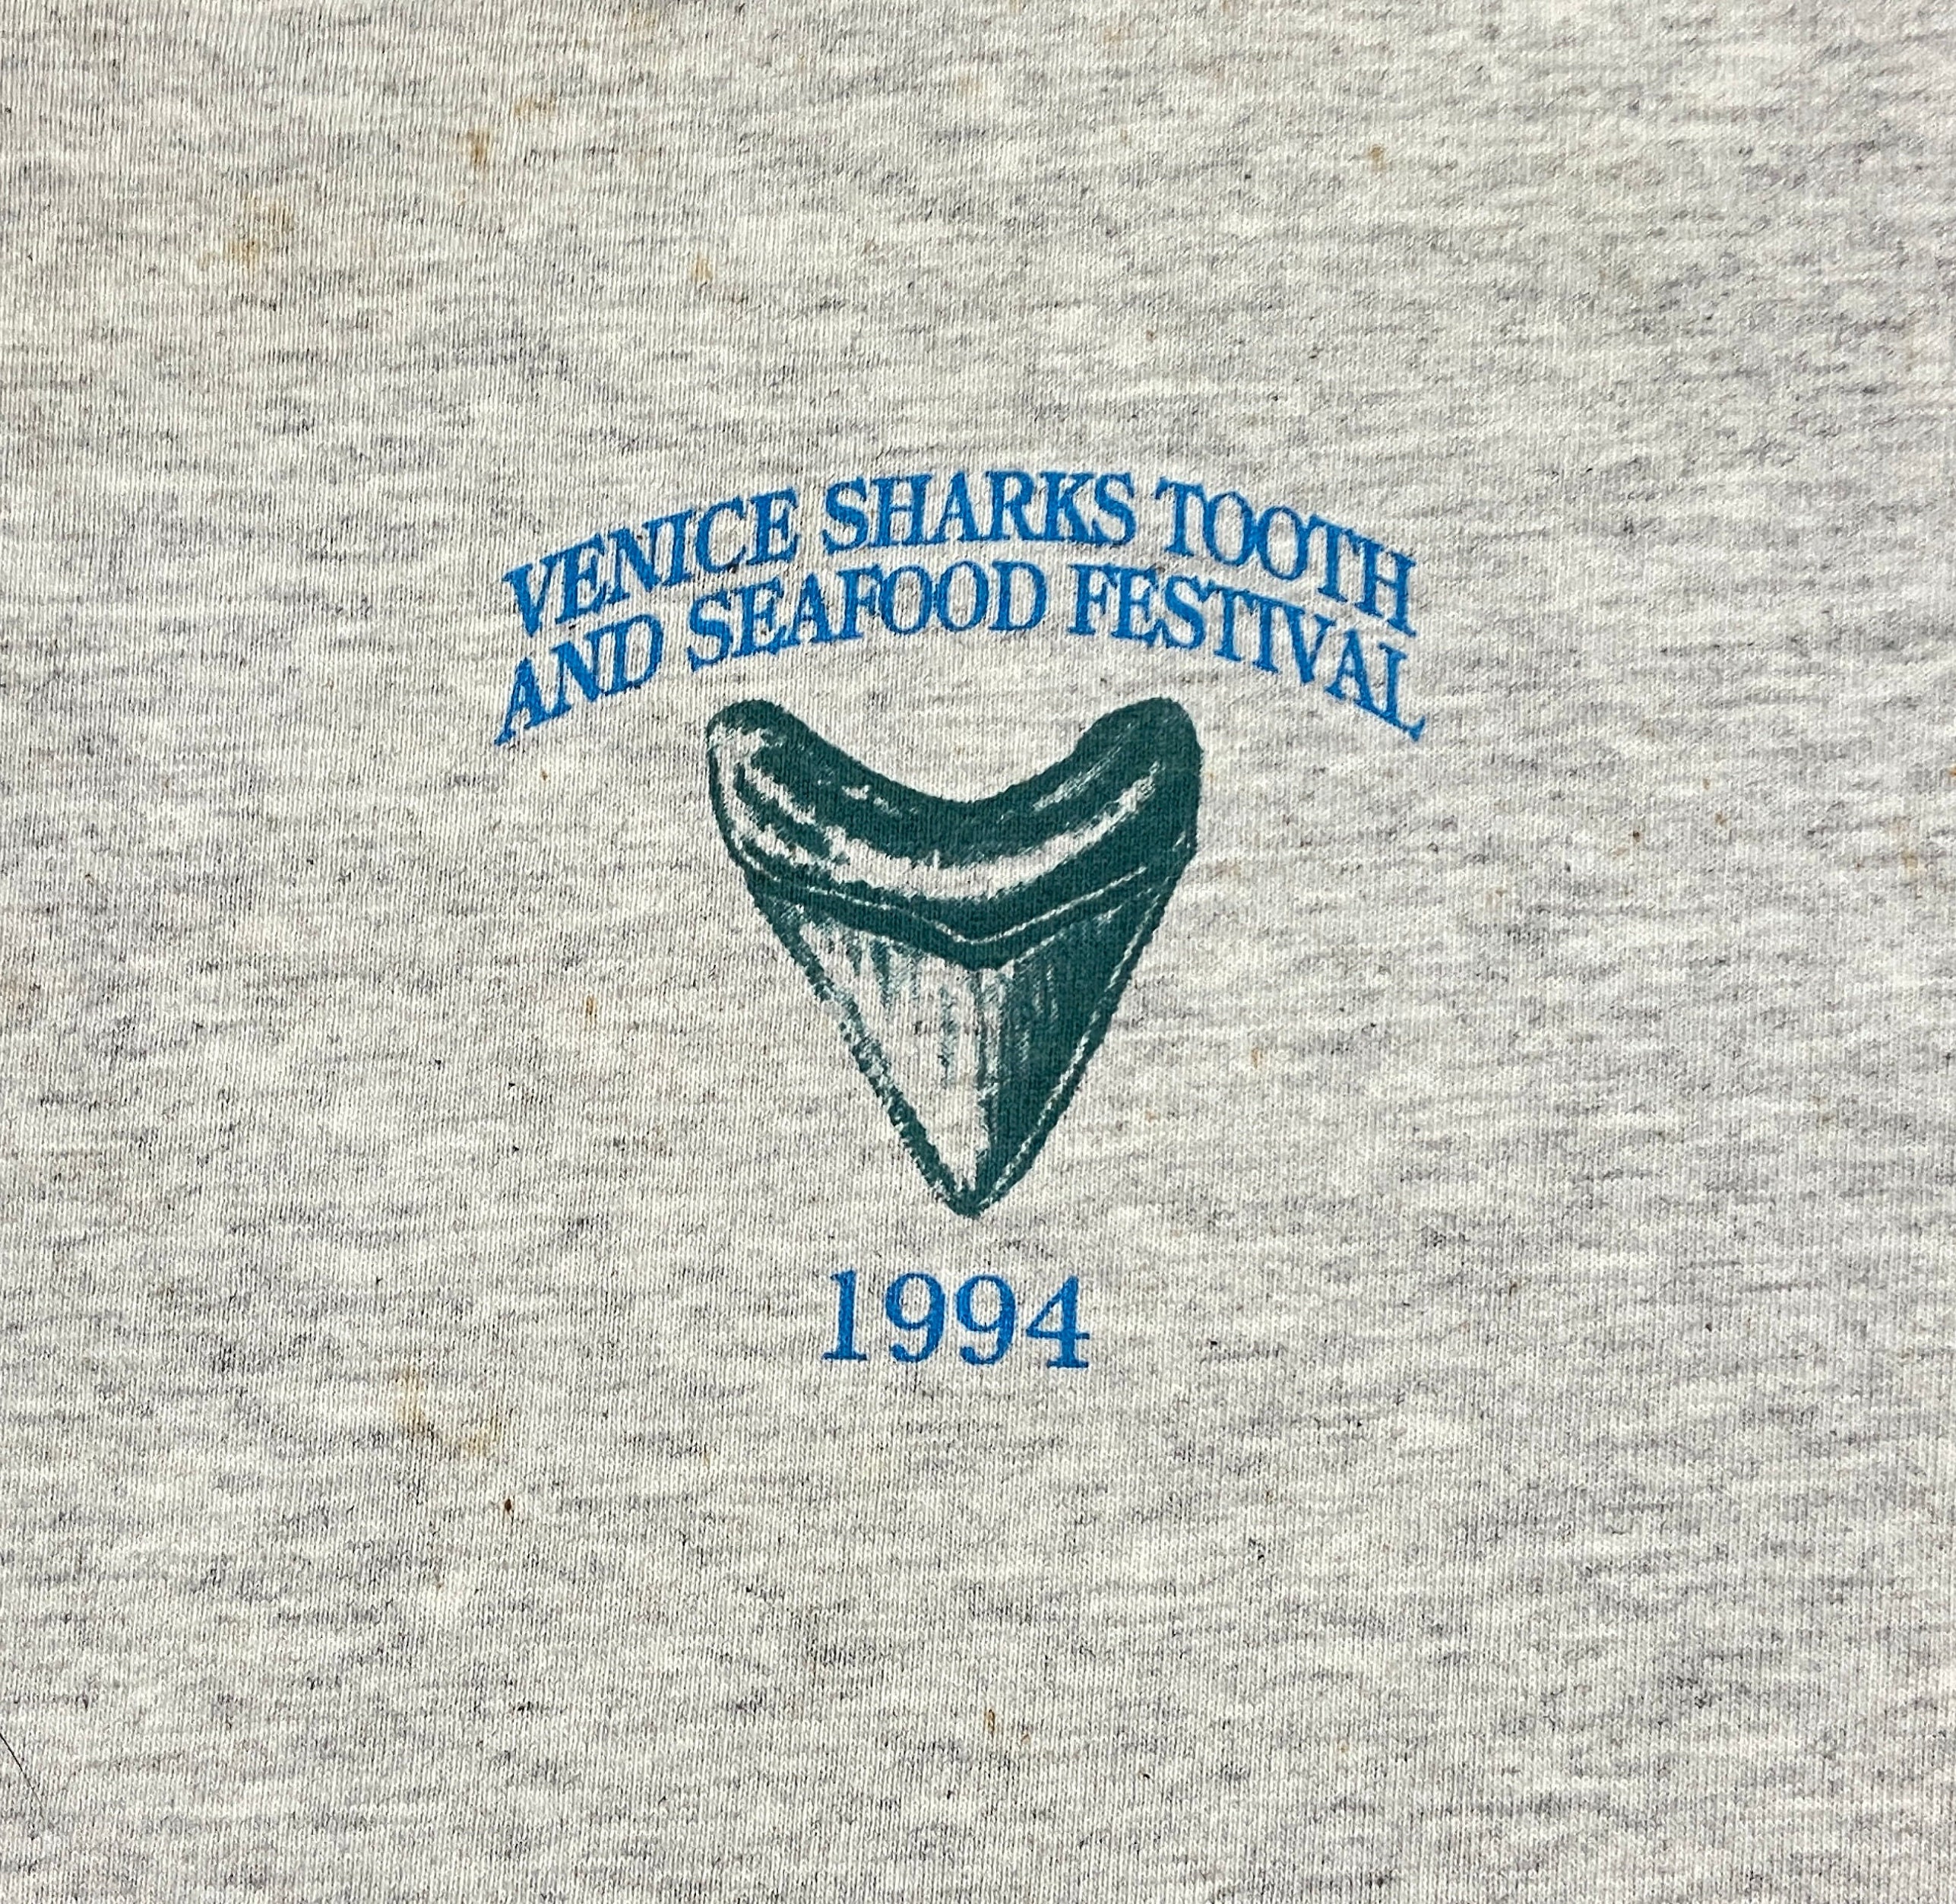 VENICE SHARKS TOOTH
AND SEAFOOD FESTIVAL
1994